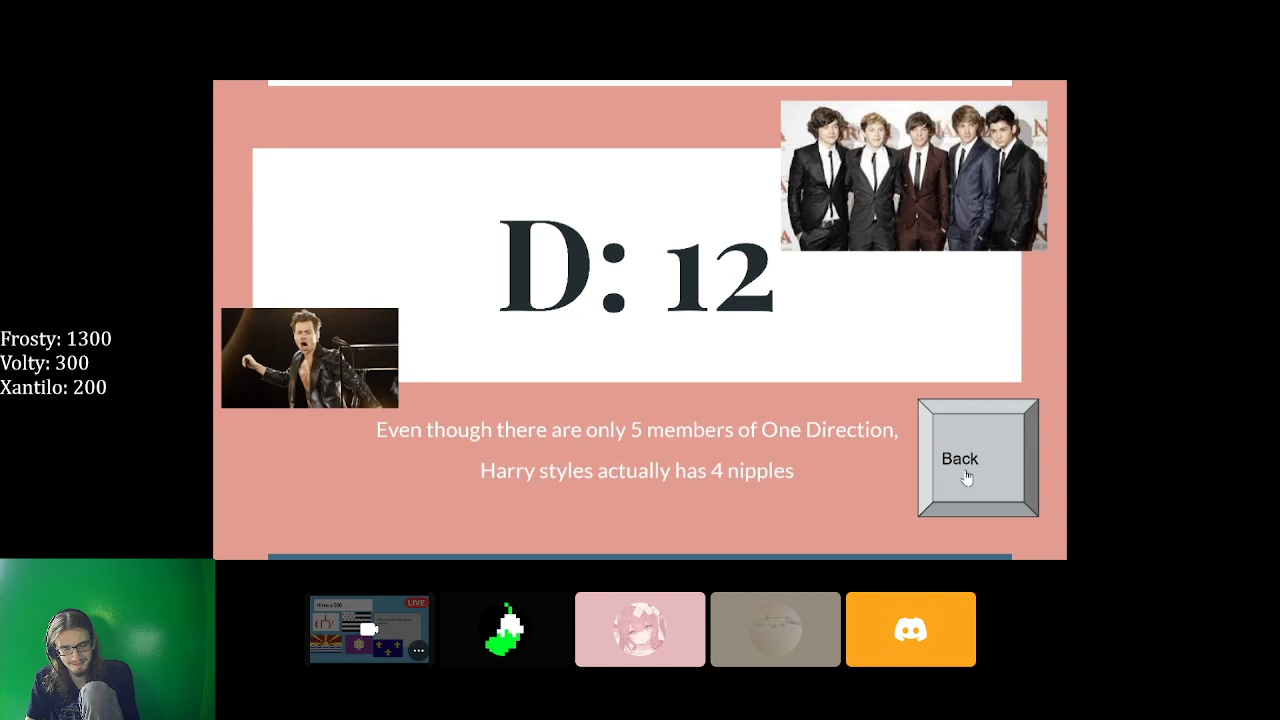 D: 12
Frosty: 1300
Volty: 300
Xantilo: 200
Even though there are only 5 members of One Direction,
Harry styles actually has 4 nipples
Back
LIVE